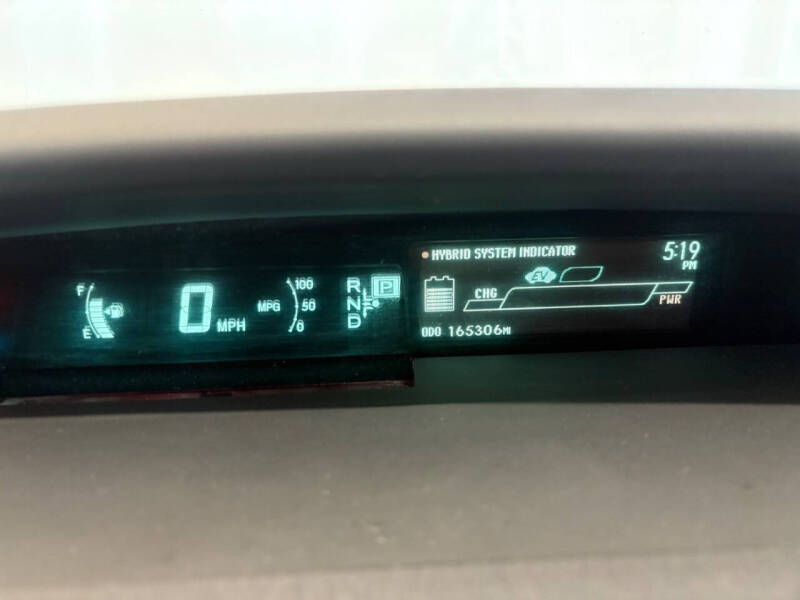 F
E
0 MPH
MPG
100
50
0
R
N
D
P
HYBRID SYSTEM INDICATOR
5:19
PM
EV
CHG
PWR
ODO 165306MI